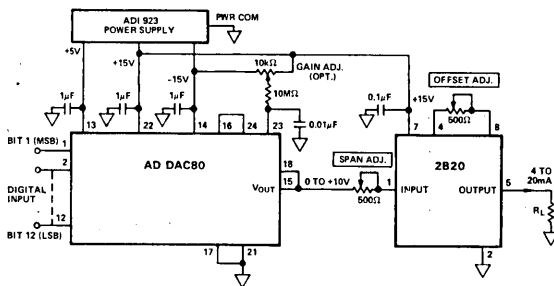 ADI 923
POWER SUPPLY
PWR COM
+5V
+15V
-15V
10kΩ
GAIN ADJ.
(OPT.)
10MΩ
1μF
1μF
1μF
0.01μF
0.1μF
+15V
OFFSET ADJ.
500Ω
13
22
14
16
24
23
7
4
8
BIT 1 (MSB)
1
2
DIGITAL
INPUT
12
BIT 12 (LSB)
AD DAC80
18
VOUT
15
0 TO +10V
SPAN ADJ.
500Ω
1
INPUT
2B20
OUTPUT
5
4 TO
20mA
RL
17
21
2